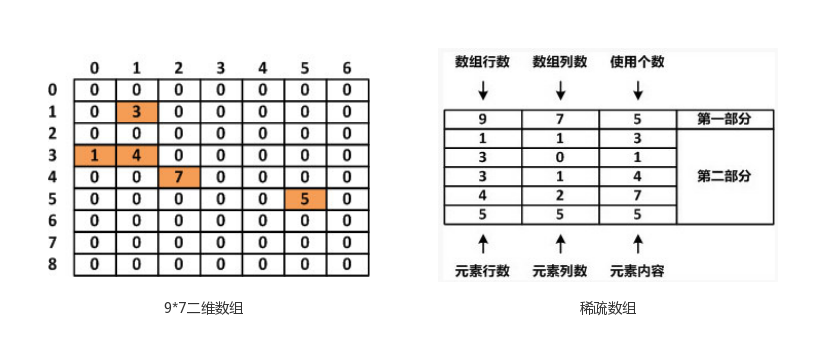 0 1 2 3 4 5 6
0 0 0 0 0 0 0 0
1 0 3 0 0 0 0 0
2 0 0 0 0 0 0 0
3 1 4 0 0 0 0 0
4 0 0 7 0 0 0 0
5 0 0 0 0 0 5 0
6 0 0 0 0 0 0 0
7 0 0 0 0 0 0 0
8 0 0 0 0 0 0 0
9*7二维数组
数组行数 数组列数 使用个数
9 7 5 第一部分
1 1 3
3 0 1
3 1 4 第二部分
4 2 7
5 5 5
元素行数 元素列数 元素内容
稀疏数组